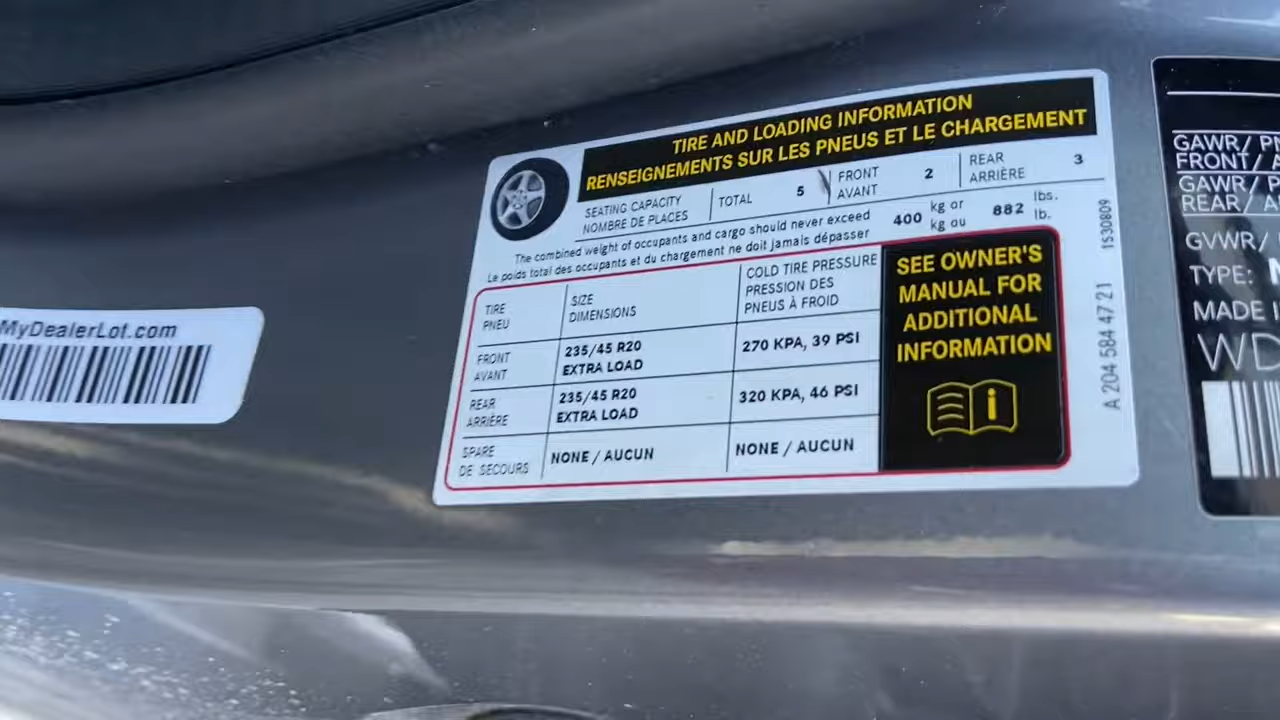 MyDealerLot.com
TIRE AND LOADING INFORMATION
RENSEIGNEMENTS SUR LES PNEUS ET LE CHARGEMENT
SEATING CAPACITY
NOMBRE DE PLACES
TOTAL 5
FRONT
AVANT
2
REAR
ARRIÈRE
3
The combined weight of occupants and cargo should never exceed
Le poids total des occupants et du chargement ne doit jamais dépasser
400
kg or
kg ou
882
lbs.
lb.
TIRE
PNEU
SIZE
DIMENSIONS
COLD TIRE PRESSURE
PRESSION DES
PNEUS À FROID
FRONT
AVANT
235/45 R20
EXTRA LOAD
270 KPA, 39 PSI
REAR
ARRIÈRE
235/45 R20
EXTRA LOAD
320 KPA, 46 PSI
SPARE
DE SECOURS
NONE / AUCUN
NONE / AUCUN
SEE OWNER'S
MANUAL FOR
ADDITIONAL
INFORMATION
i
A 204 584 47 21
1S30809
GAWR/
FRONT/
GAWR/
REAR/
GVWR/
TYPE:
MADE
WD